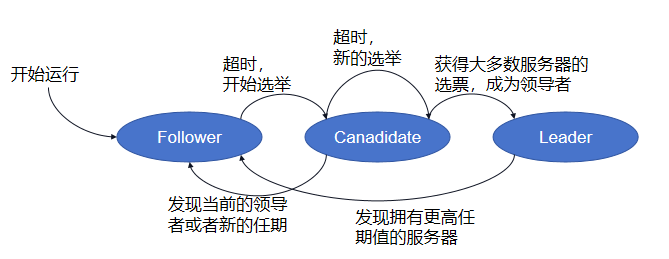 开始运行
超时，
开始选举
超时，
新的选举
获得大多数服务器的
选票，成为领导者
Follower
Canadidate
Leader
发现当前的领导
者或者新的任期
发现拥有更高任
期值的服务器